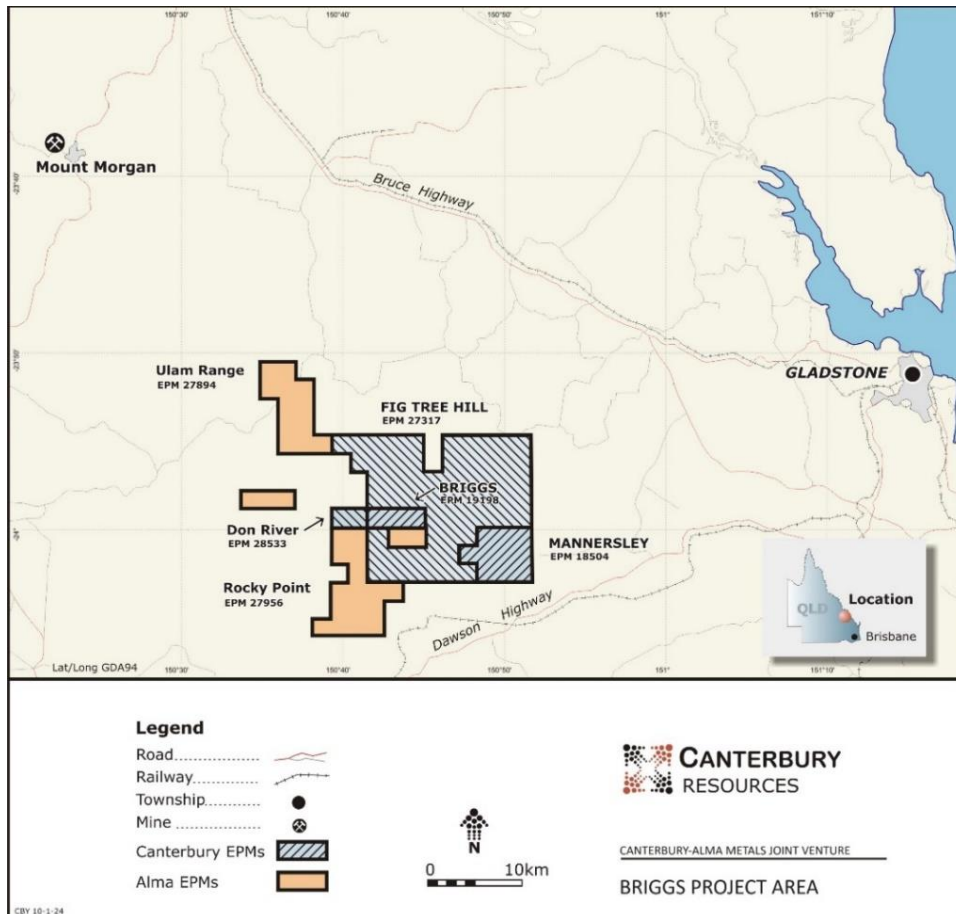 150°30'
150°40'
150°50'
151°
151°10'
Mount Morgan
-23°40'
Bruce Highway
-23°50'
GLADSTONE
Ulam Range
EPM 27894
FIG TREE HILL
EPM 27317
BRIGGS
EPM 19198
-24°
Don River
EPM 28533
MANNERSLEY
EPM 18504
Rocky Point
EPM 27956
Dawson Highway
QLD
Location
Brisbane
Lat/Long GDA94
150°30'
150°40'
150°50'
151°
151°10'
Legend
Road
Railway
Township
Mine
Canterbury EPMs
Alma EPMs
N
0 10km
CANTERBURY
RESOURCES
CANTERBURY-ALMA METALS JOINT VENTURE
BRIGGS PROJECT AREA
CBY 10-1-24